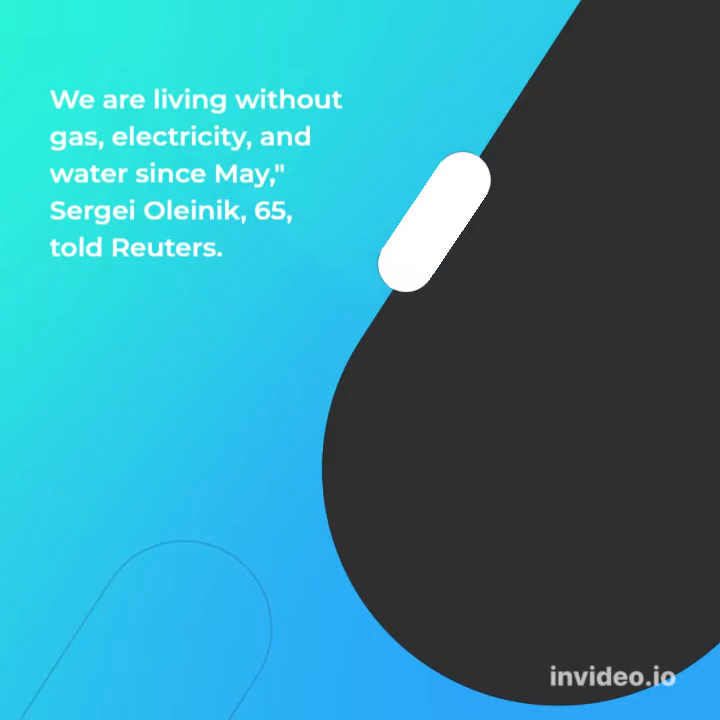 We are living without
gas, electricity, and
water since May,"
Sergei Oleinik, 65,
told Reuters.
invideo.io